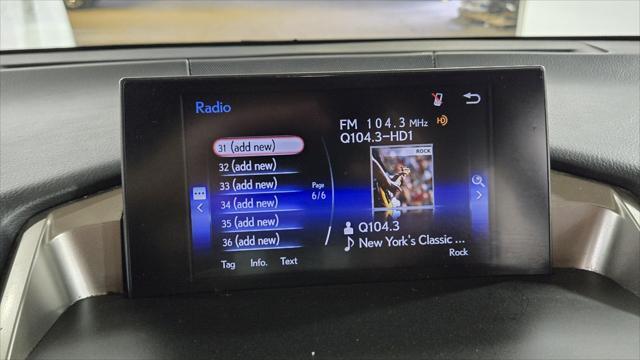 Radio
FM 104.3 MHz HD
Q104.3-HD1
31 (add new)
32 (add new)
33 (add new)
34 (add new)
35 (add new)
36 (add new)
Page
6/6
ROCK
Q104.3
New York's Classic ...
Rock
Tag Info. Text